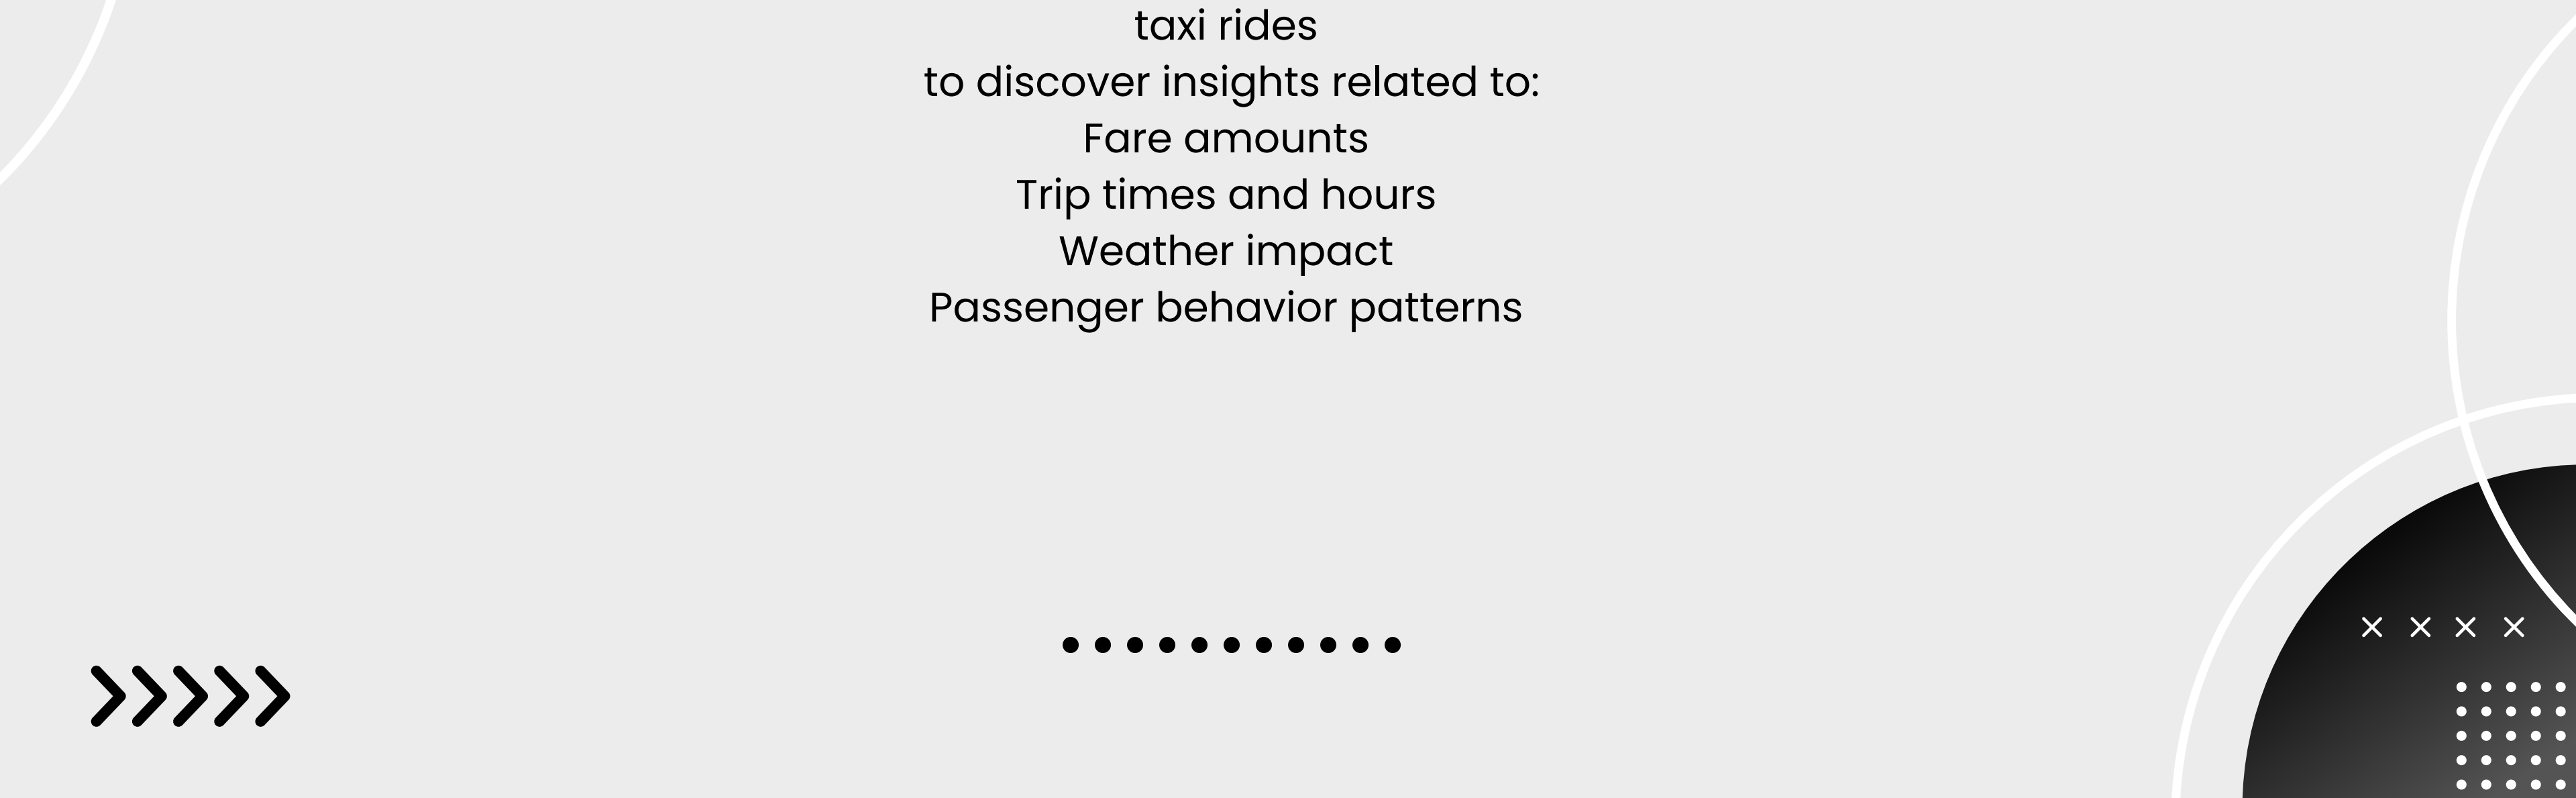 taxi rides
to discover insights related to:
Fare amounts
Trip times and hours
Weather impact
Passenger behavior patterns